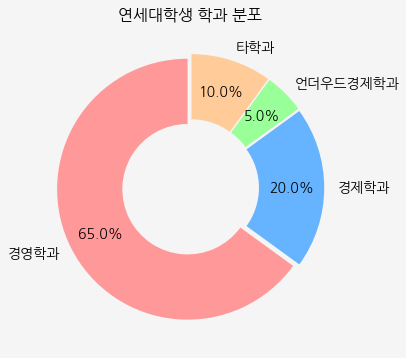 연세대학생 학과 분포
타학과
10.0%
언더우드경제학과
5.0%
경제학과
20.0%
65.0%
경영학과